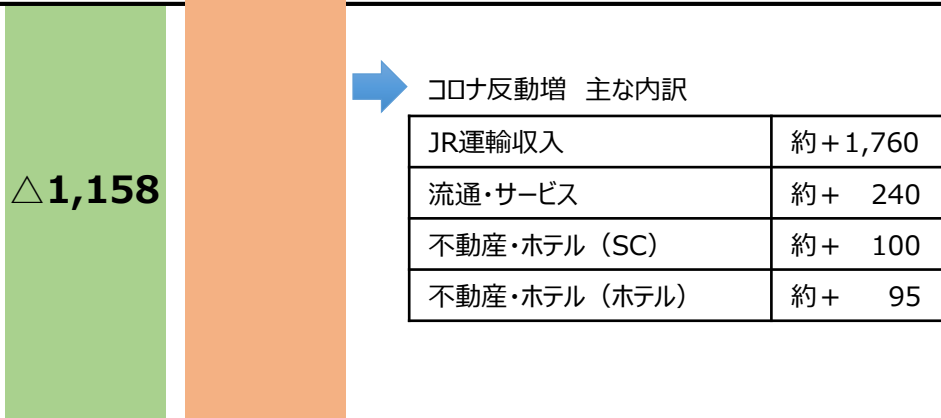 コロナ反動増 主な内訳
JR運輸収入 約＋1,760
△1,158
流通・サービス 約＋ 240
不動産・ホテル（SC） 約＋ 100
不動産・ホテル（ホテル） 約＋ 95